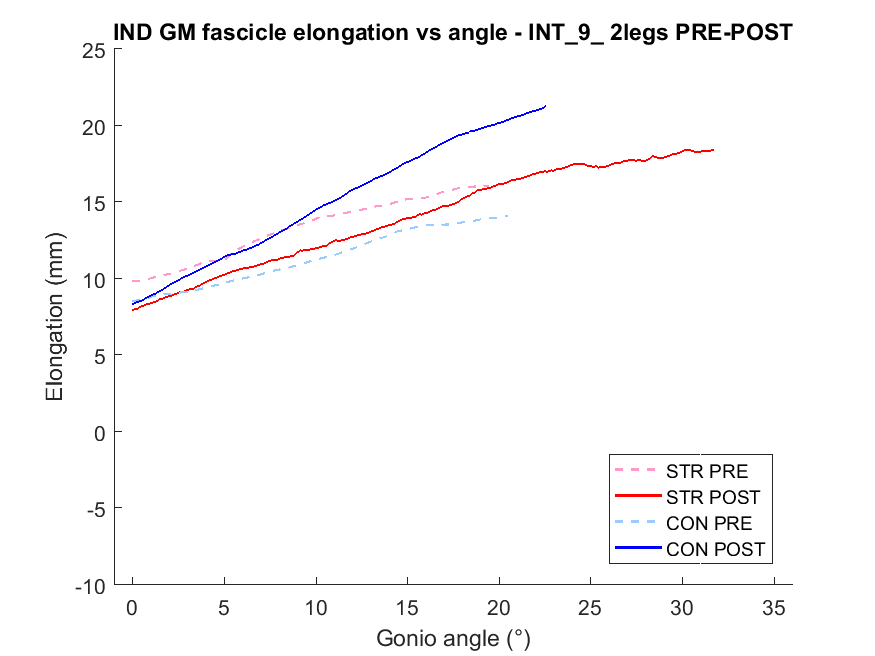 IND GM fascicle elongation vs angle - INT_9_ 2legs PRE-POST
25
20
15
10
5
0
-5
-10
Elongation (mm)
0 5 10 15 20 25 30 35
Gonio angle (°)
STR PRE
STR POST
CON PRE
CON POST